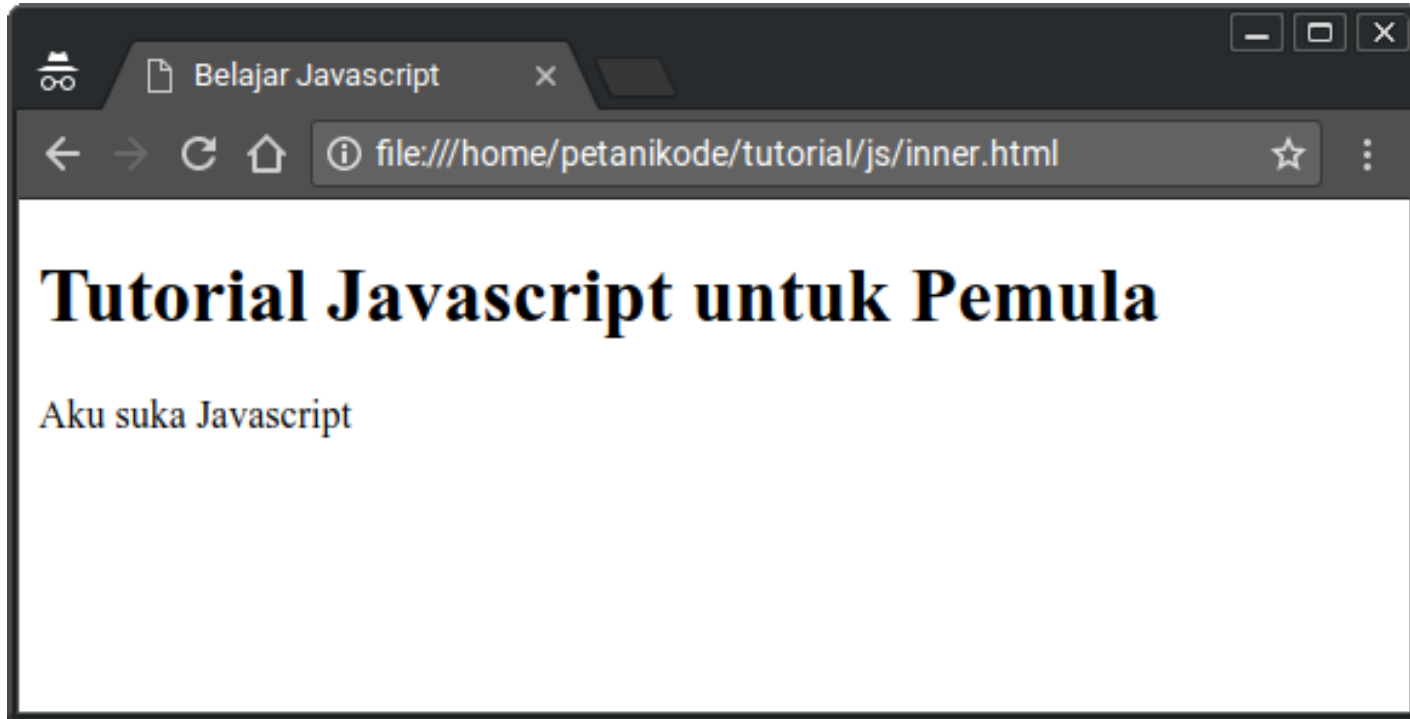 Belajar Javascript
file:///home/petanikode/tutorial/js/inner.html
Tutorial Javascript untuk Pemula
Aku suka Javascript